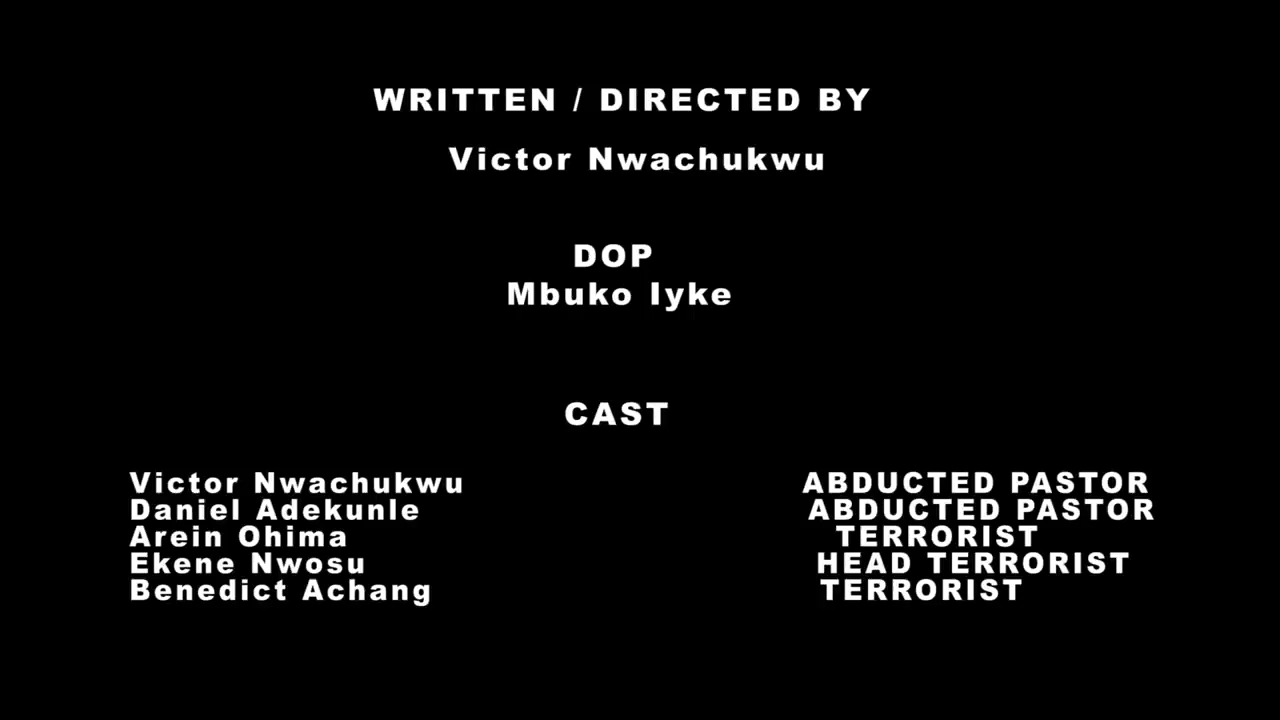 WRITTEN / DIRECTED BY
Victor Nwachukwu
DOP
Mbuko Iyke
CAST
Victor Nwachukwu ABDUCTED PASTOR
Daniel Adekunle ABDUCTED PASTOR
Arein Ohima TERRORIST
Ekene Nwosu HEAD TERRORIST
Benedict Achang TERRORIST